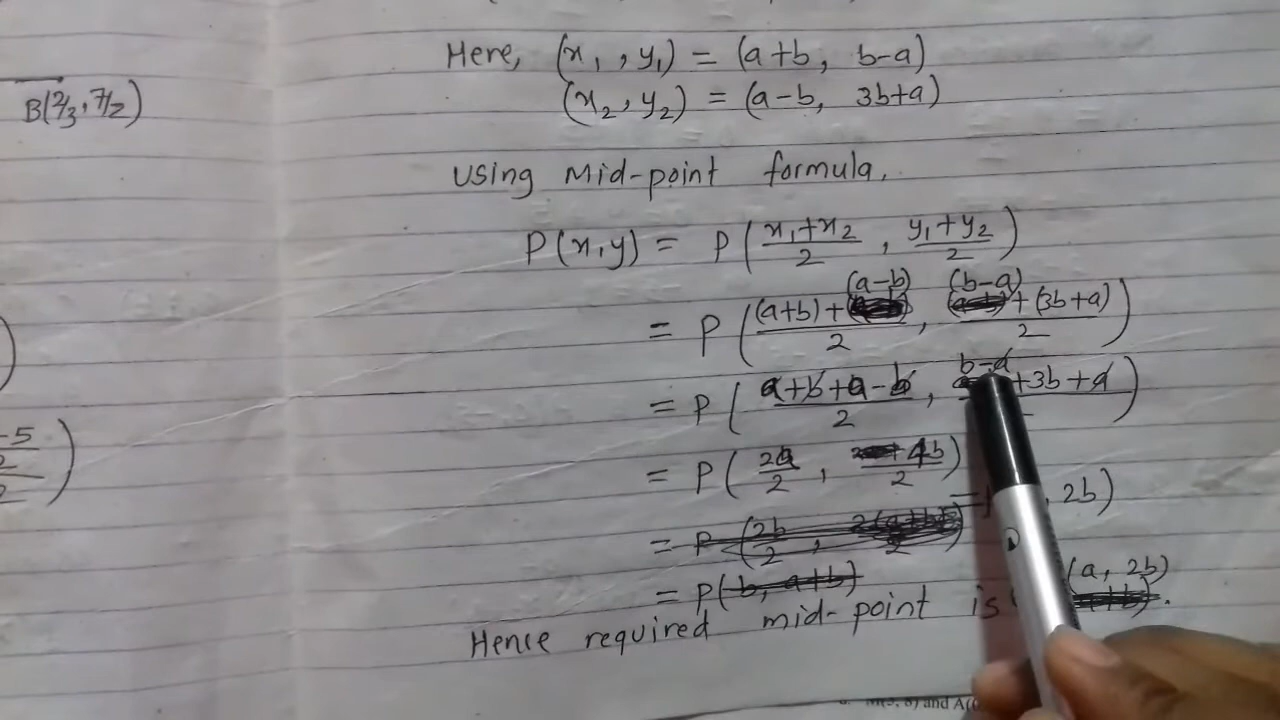 B(2/3, 7/2)
-5
2
2
Here, (x₁, y₁) = (a+b, b-a)
(x₂, y₂) = (a-b, 3b+a)
Using Mid-point formula,
P(x,y) = P(x₁+x₂/2, y₁+y₂/2)
= P((a+b)+(a-b)/2, (b-a)+(3b+a)/2)
= P(a+b+a-b/2, b-a+3b+a
= P(2a/2, 4b/2)
, 2b)
= P(2b/2, 2(a+b)/2)
= P(b, a+b)
Hence required mid-point is (a, 2b).
and A(